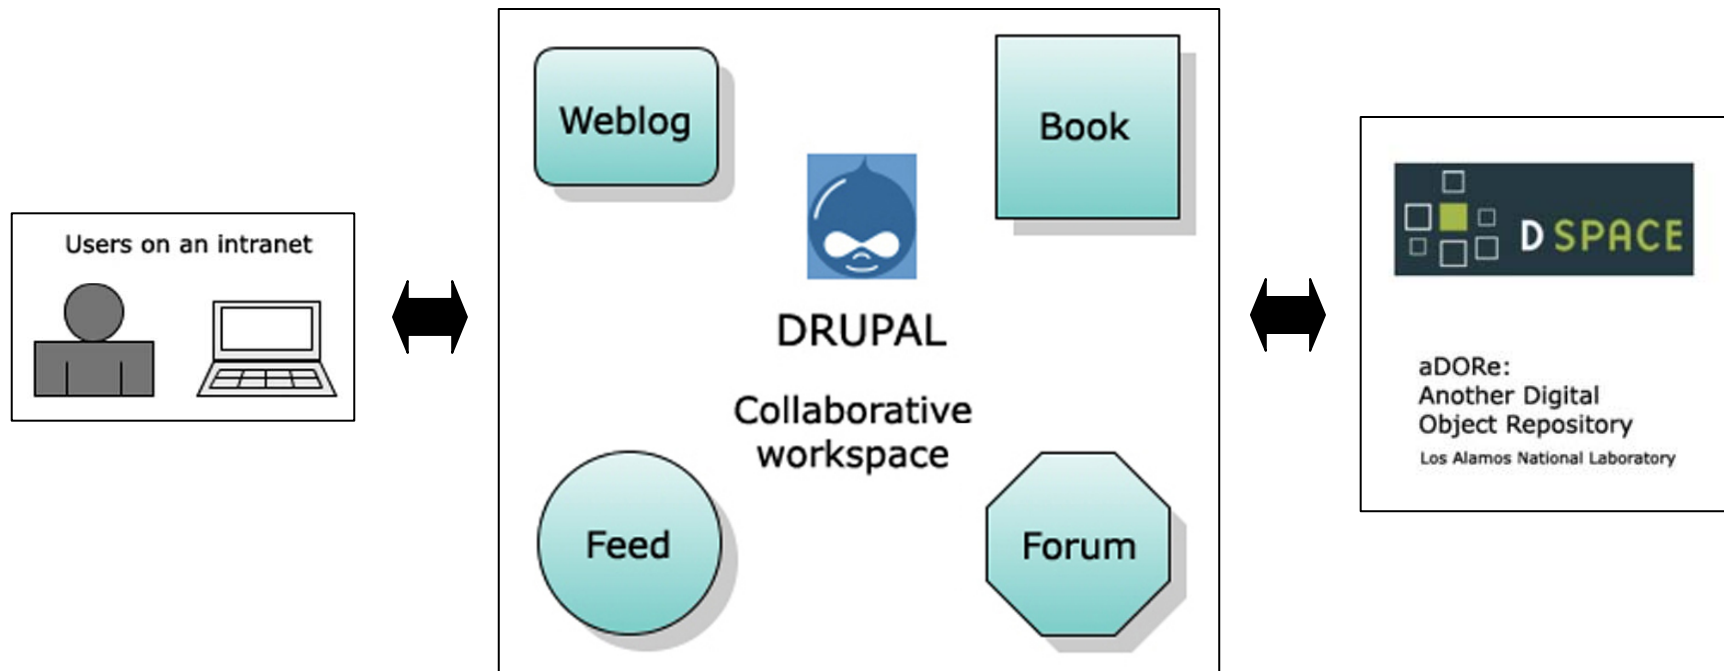 Users on an intranet
Weblog
Book
DRUPAL
Collaborative
workspace
Feed
Forum
D SPACE
aDORe:
Another Digital
Object Repository
Los Alamos National Laboratory